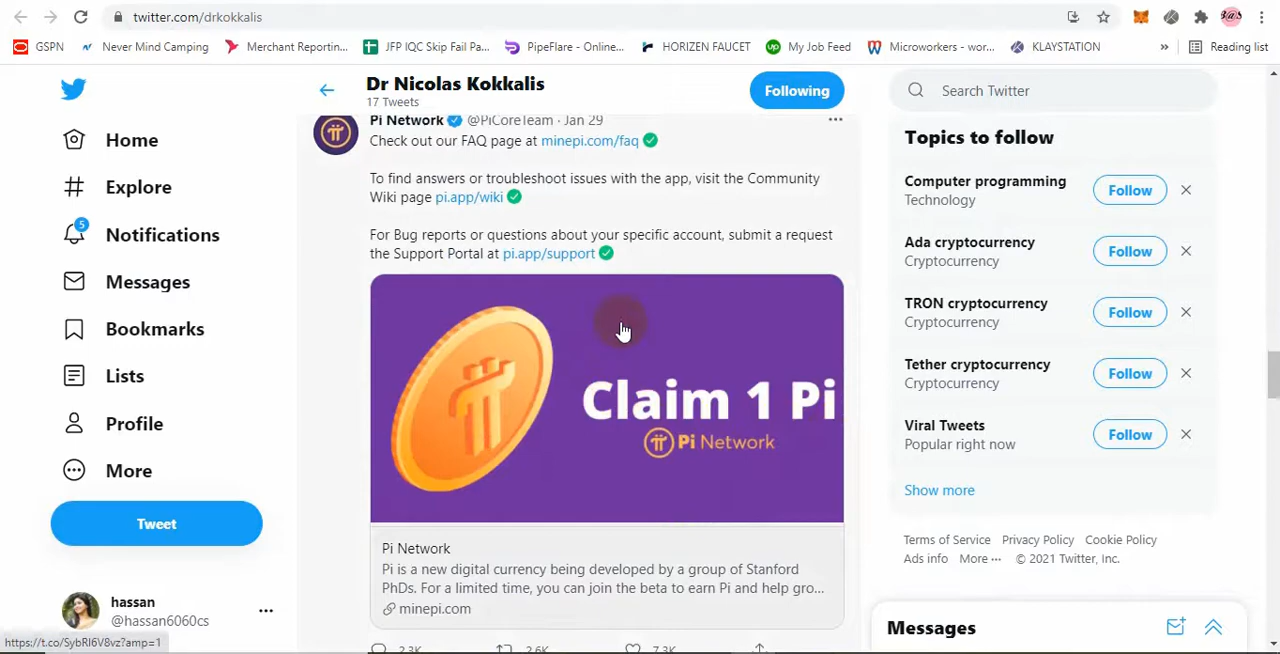 twitter.com/drkokkalis
GSPN
Never Mind Camping
Merchant Reportin...
JFP IQC Skip Fail Pa...
PipeFlare - Online...
HORIZEN FAUCET
up My Job Feed
Microworkers - wor...
KLAYSTATION
»
Reading list
Dr Nicolas Kokkalis
17 Tweets
Following
Search Twitter
Home
Explore
5
Notifications
Messages
Bookmarks
Lists
Profile
More
Tweet
hassan
@hassan6060cs
https://t.co/SybRI6V8vz?amp=1
Pi Network @PiCoreTeam · Jan 29
Check out our FAQ page at minepi.com/faq
To find answers or troubleshoot issues with the app, visit the Community
Wiki page pi.app/wiki
For Bug reports or questions about your specific account, submit a request
the Support Portal at pi.app/support
Claim 1 Pi
Pi Network
Pi Network
Pi is a new digital currency being developed by a group of Stanford
PhDs. For a limited time, you can join the beta to earn Pi and help gro...
minepi.com
2.3K
2.6K
7.3K
Topics to follow
Computer programming
Technology
Follow
Ada cryptocurrency
Cryptocurrency
Follow
TRON cryptocurrency
Cryptocurrency
Follow
Tether cryptocurrency
Cryptocurrency
Follow
Viral Tweets
Popular right now
Follow
Show more
Terms of Service Privacy Policy Cookie Policy
Ads info More ··· © 2021 Twitter, Inc.
Messages